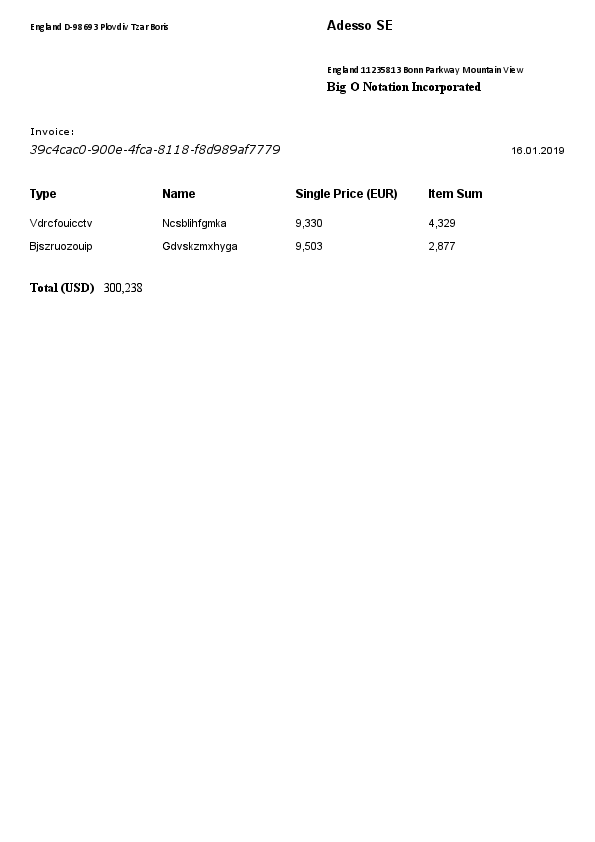 England D-98693 Plovdiv Tzar Boris
Adesso SE
England 11235813 Bonn Parkway Mountain View
Big O Notation Incorporated
Invoice:
39c4cac0-900e-4fca-8118-f8d989af7779
16.01.2019
Type Name Single Price (EUR) Item Sum
Vdrcfouicctv Ncsblihfgmka 9,330 4,329
Bjszruozouip Gdvskzmxhyga 9,503 2,877
Total (USD) 300,238